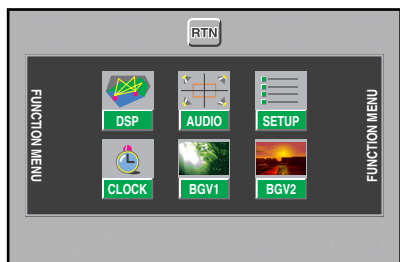 RTN
FUNCTION MENU
DSP
AUDIO
SETUP
CLOCK
BGV1
BGV2
FUNCTION MENU